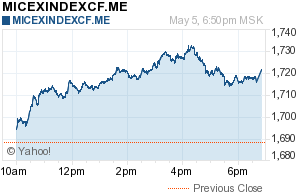 MICEXINDEXCF.ME
MICEXINDEXCF.ME May 5, 6:50pm MSK
1,740
1,730
1,720
1,710
1,700
1,690
1,680
© Yahoo!
10am 12pm 2pm 4pm 6pm
Previous Close